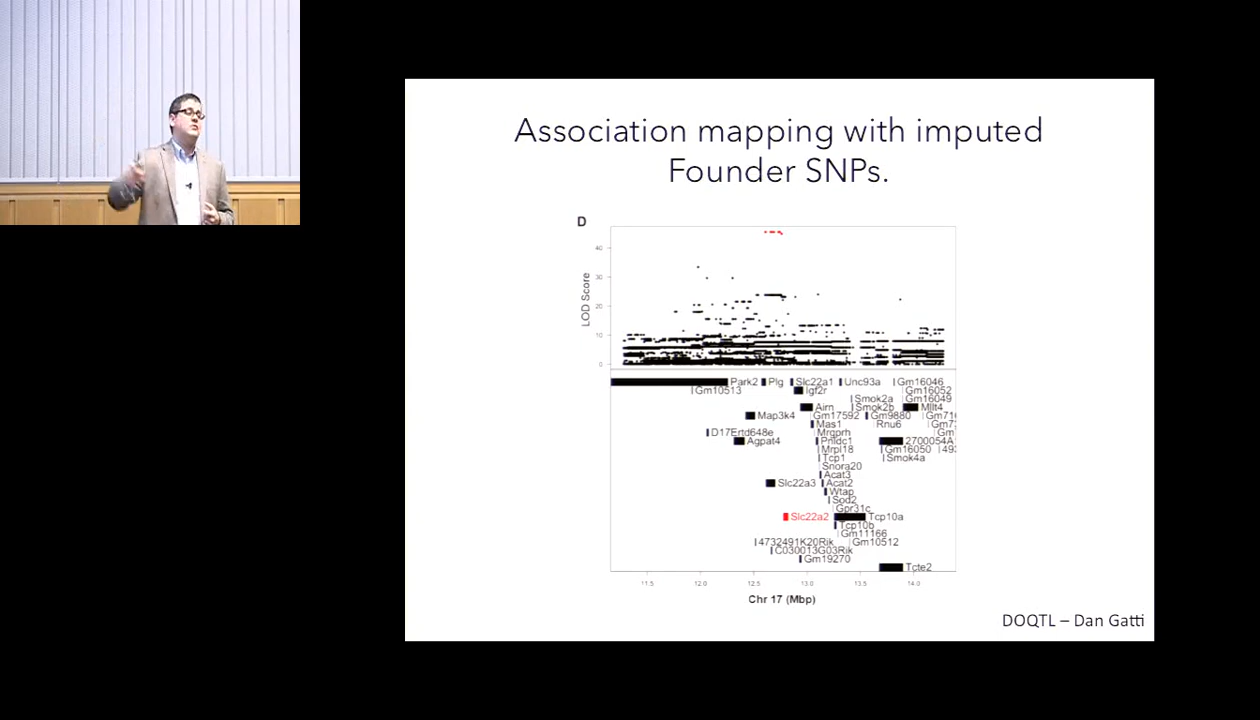 Association mapping with imputed
Founder SNPs.
D
LOD Score
40
30
20
10
0
Park2 Plg Slc22a1 Unc93a Gm16046
Gm10513 Igf2r Gm16052
Smok2a Gm16049
Airn Smok2b Mllt4
Map3k4 Gm17592 Gm9880
Mas1 Rnu6
D17Ertd648e Mrgprh Gm
Agpat4 Pnldc1 2700054A
Mrpl18 Gm16050
Tcp1 Smok4a
Snora20
Acat3
Slc22a3 Acat2
Wtap
Sod2
Gpr31c
Slc22a2 Tcp10a
Tcp10b
Gm11166
4732491K20Rik Gm10512
C030013G03Rik
Gm19270
Tcte2
11.5 12.0 12.5 13.0 13.5 14.0
Chr 17 (Mbp)
DOQTL – Dan Gatti